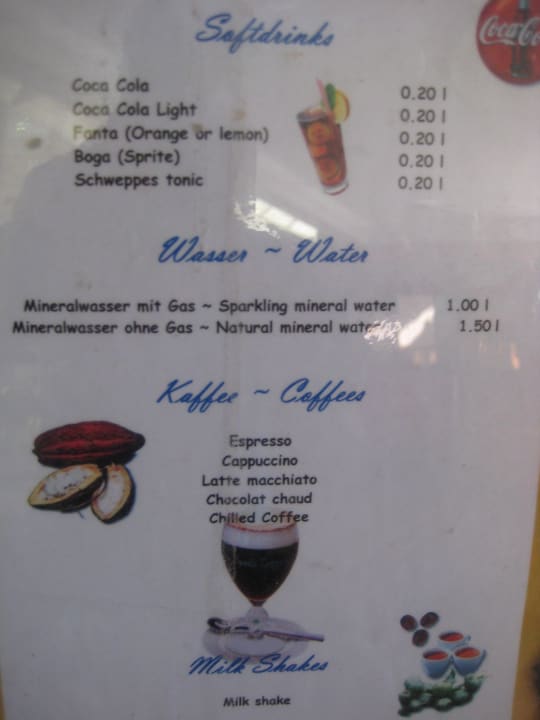 Softdrinks
Coca-Co
Coca Cola 0.20 l
Coca Cola Light 0.20 l
Fanta (Orange or lemon) 0.20 l
Boga (Sprite) 0.20 l
Schweppes tonic 0.20 l
Wasser ~ Water
Mineralwasser mit Gas ~ Sparkling mineral water 1.00 l
Mineralwasser ohne Gas ~ Natural mineral water 1.50 l
Kaffee ~ Coffees
Espresso
Cappuccino
Latte macchiato
Chocolat chaud
Chilled Coffee
Milk Shakes
Milk shake